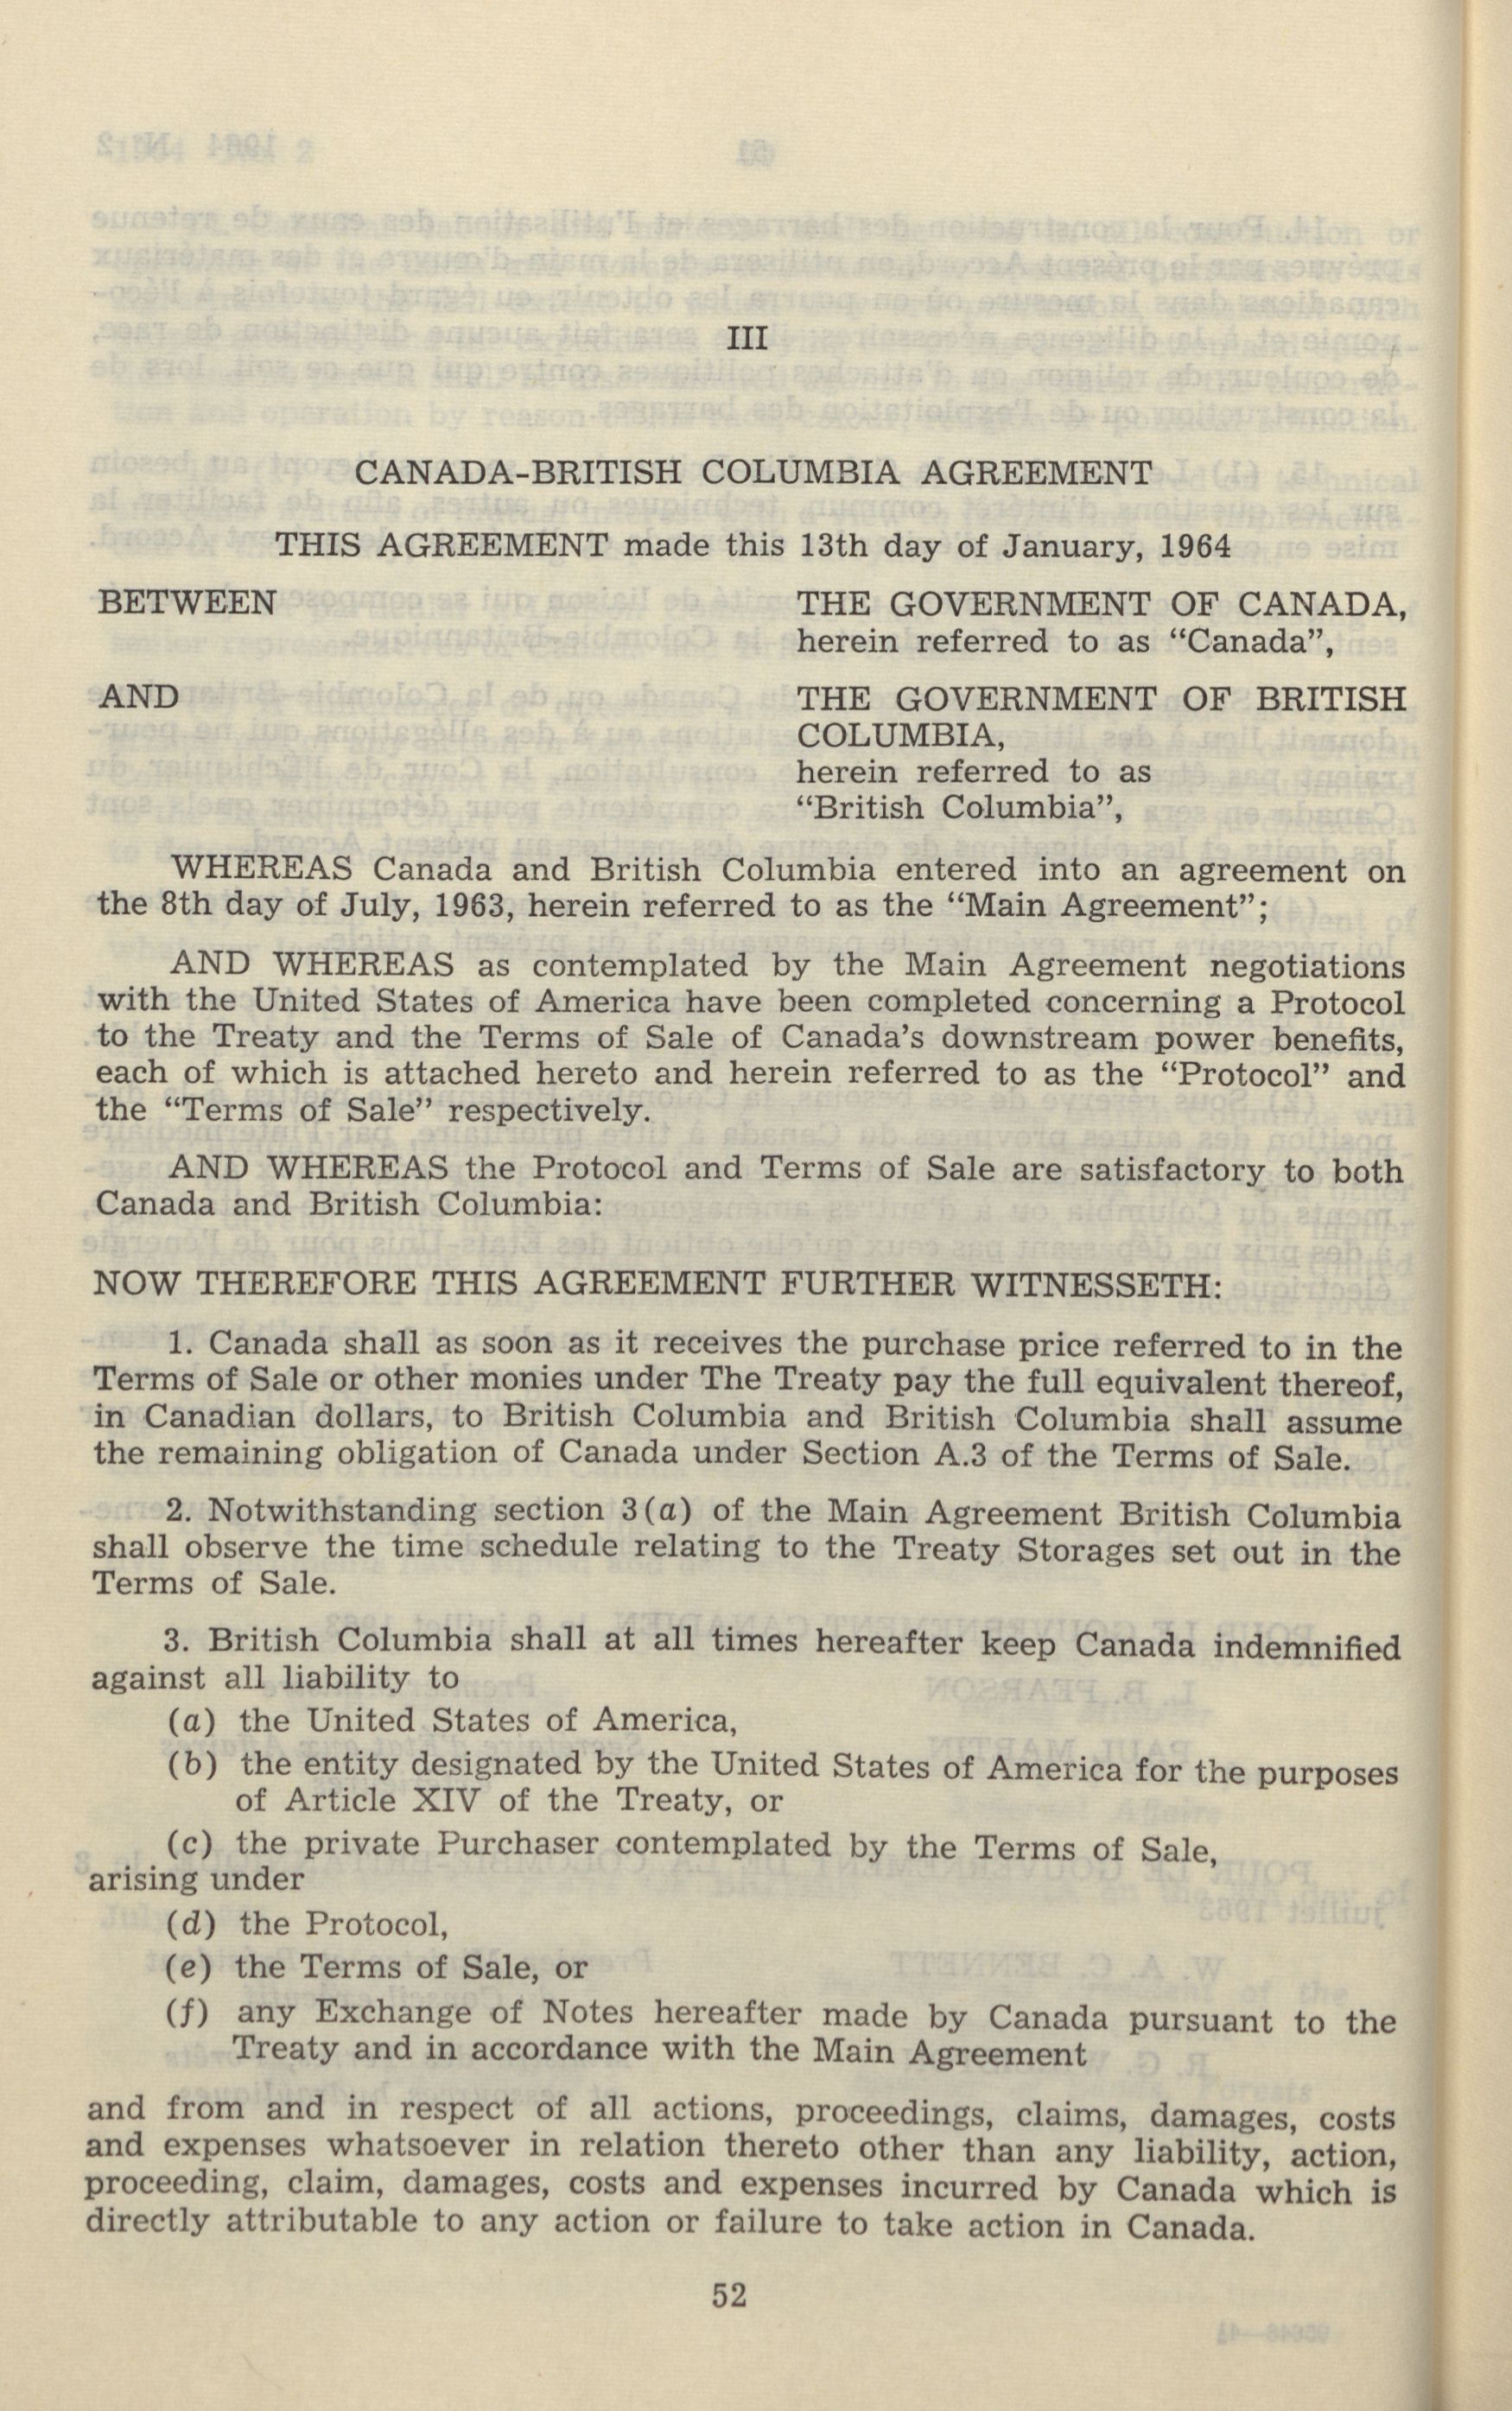 III
CANADA-BRITISH COLUMBIA AGREEMENT
THIS AGREEMENT made this 13th day of January, 1964
BETWEEN THE GOVERNMENT OF CANADA,
herein referred to as “Canada”,
AND THE GOVERNMENT OF BRITISH
COLUMBIA,
herein referred to as
“British Columbia”,
WHEREAS Canada and British Columbia entered into an agreement on
the 8th day of July, 1963, herein referred to as the “Main Agreement”;
AND WHEREAS as contemplated by the Main Agreement negotiations
with the United States of America have been completed concerning a Protocol
to the Treaty and the Terms of Sale of Canada’s downstream power benefits,
each of which is attached hereto and herein referred to as the “Protocol” and
the “Terms of Sale” respectively.
AND WHEREAS the Protocol and Terms of Sale are satisfactory to both
Canada and British Columbia:
NOW THEREFORE THIS AGREEMENT FURTHER WITNESSETH:
1. Canada shall as soon as it receives the purchase price referred to in the
Terms of Sale or other monies under The Treaty pay the full equivalent thereof,
in Canadian dollars, to British Columbia and British Columbia shall assume
the remaining obligation of Canada under Section A.3 of the Terms of Sale.
2. Notwithstanding section 3(a) of the Main Agreement British Columbia
shall observe the time schedule relating to the Treaty Storages set out in the
Terms of Sale.
3. British Columbia shall at all times hereafter keep Canada indemnified
against all liability to
(a) the United States of America,
(b) the entity designated by the United States of America for the purposes
of Article XIV of the Treaty, or
(c) the private Purchaser contemplated by the Terms of Sale,
arising under
(d) the Protocol,
(e) the Terms of Sale, or
(f) any Exchange of Notes hereafter made by Canada pursuant to the
Treaty and in accordance with the Main Agreement
and from and in respect of all actions, proceedings, claims, damages, costs
and expenses whatsoever in relation thereto other than any liability, action,
proceeding, claim, damages, costs and expenses incurred by Canada which is
directly attributable to any action or failure to take action in Canada.
52